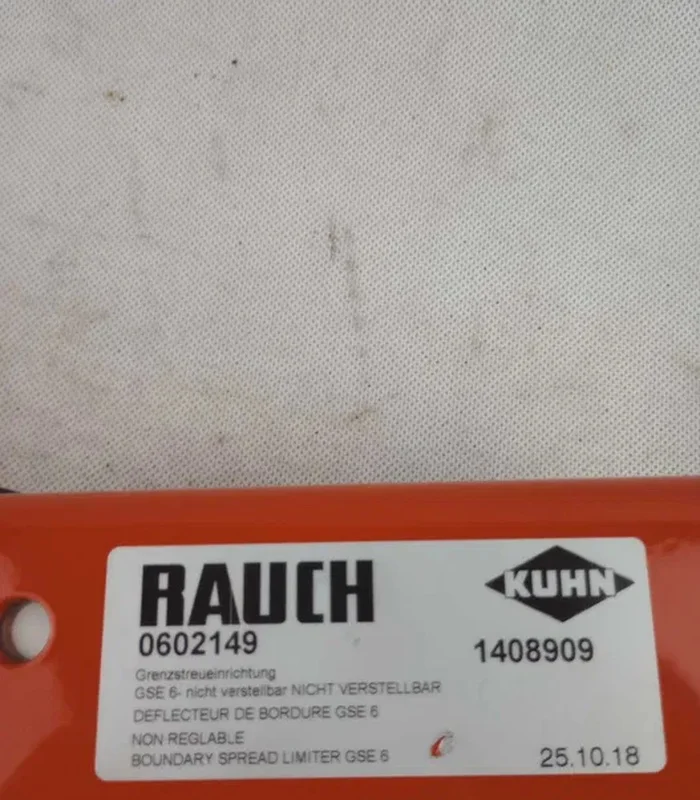 RAUCH
KUHN
0602149
1408909
Grenzstreueinrichtung
GSE 6- nicht verstellbar NICHT VERSTELLBAR
DEFLECTEUR DE BORDURE GSE 6
NON REGLABLE
BOUNDARY SPREAD LIMITER GSE 6
25.10.18